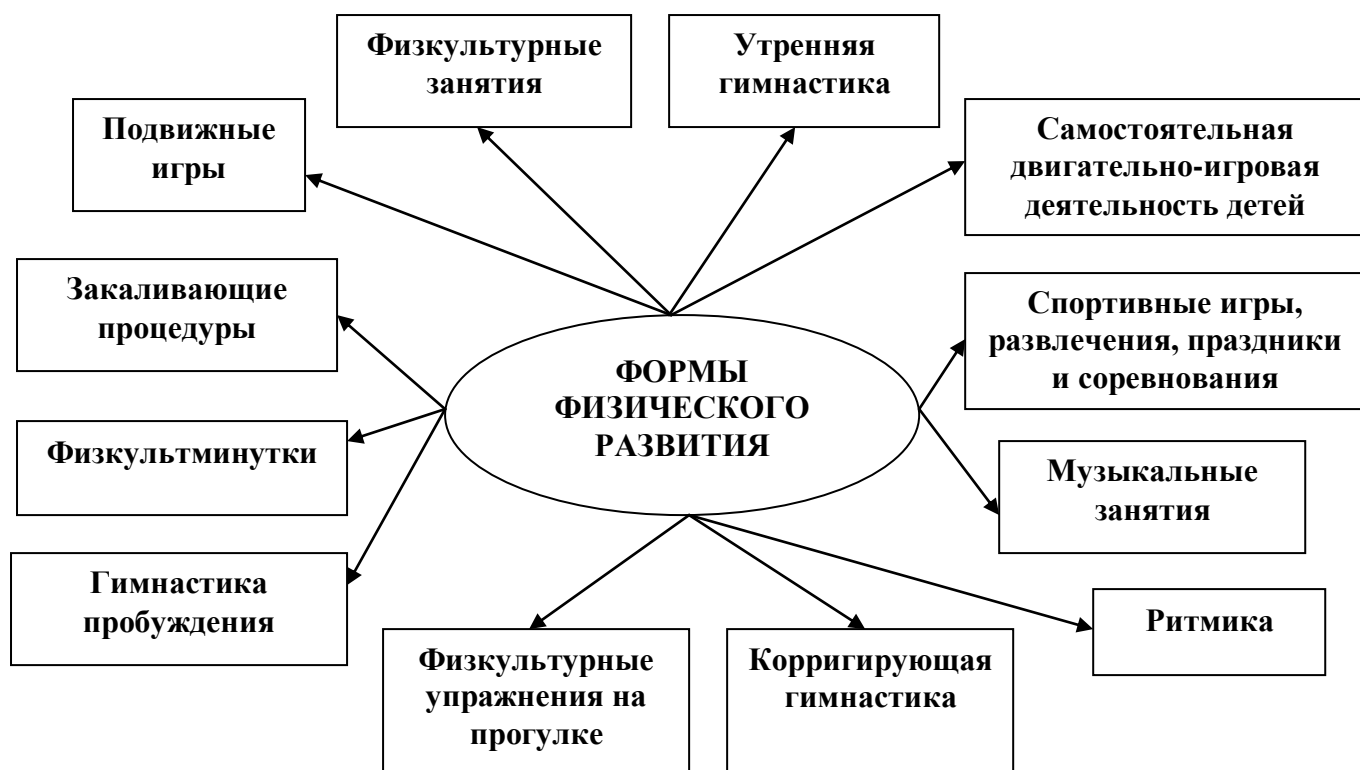 Физкультурные
занятия
Утренняя
гимнастика
Подвижные
игры
Самостоятельная
двигательно-игровая
деятельность детей
Закаливающие
процедуры
Спортивные игры,
развлечения, праздники
и соревнования
ФОРМЫ
ФИЗИЧЕСКОГО
РАЗВИТИЯ
Физкультминутки
Музыкальные
занятия
Гимнастика
пробуждения
Ритмика
Физкультурные
упражнения на
прогулке
Корригирующая
гимнастика